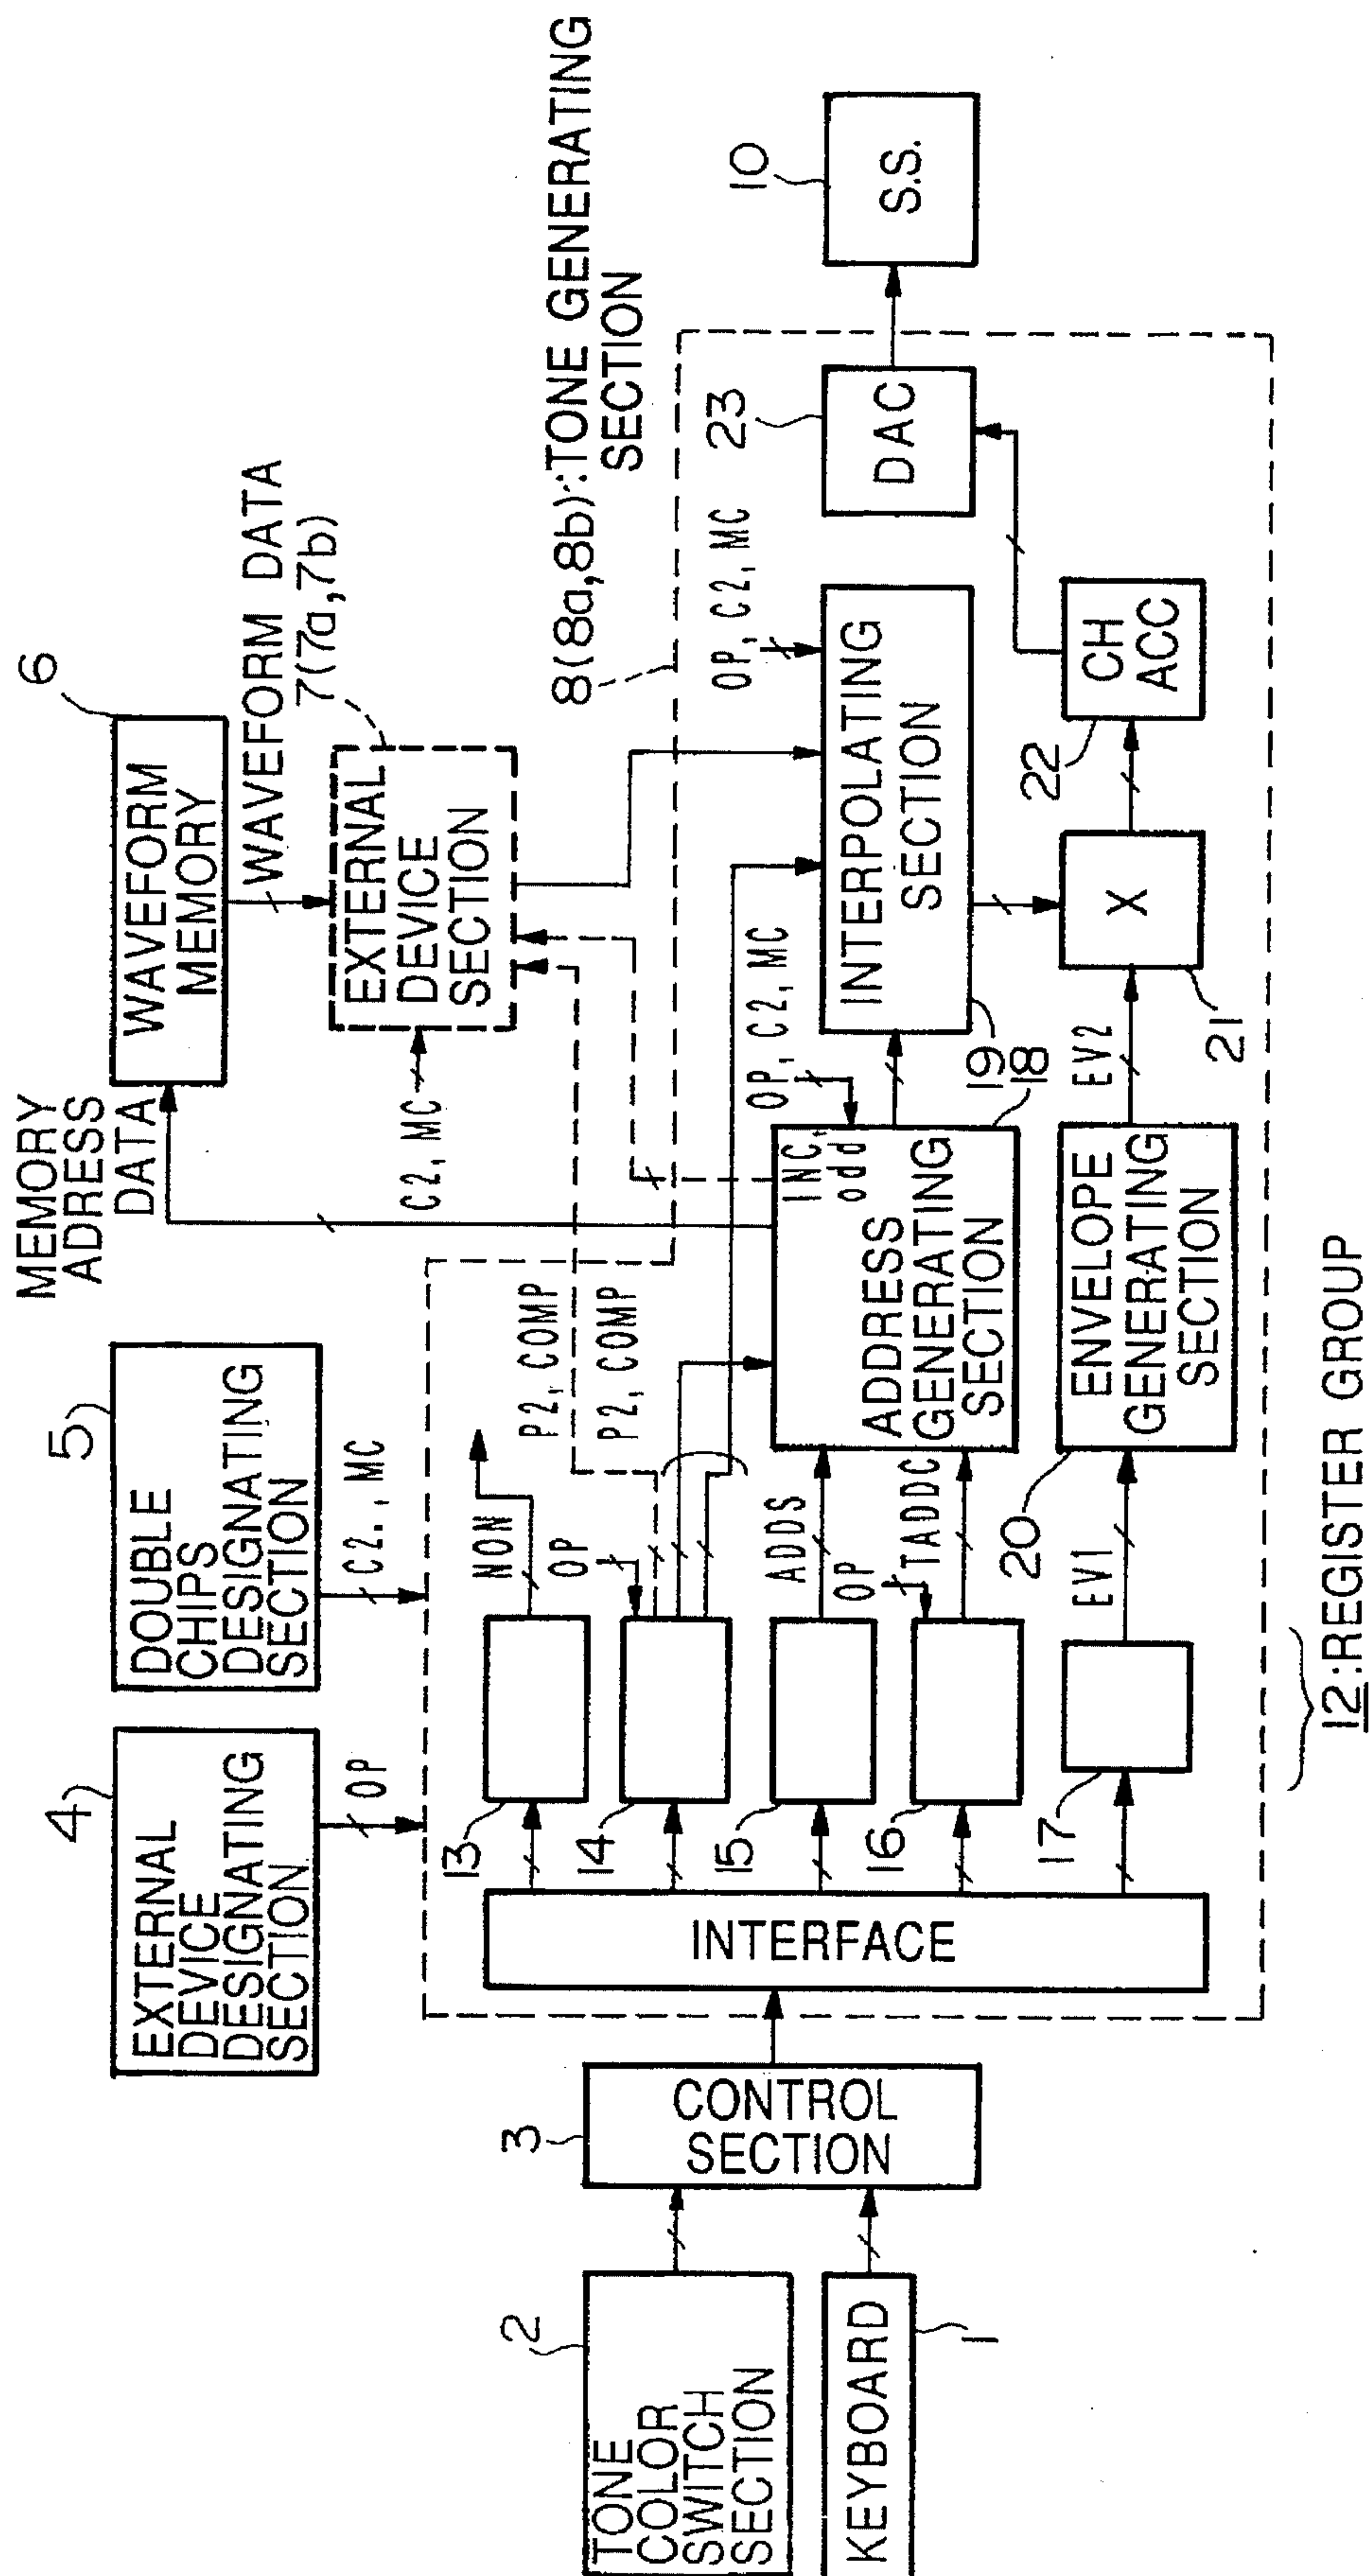 MEMORY
ADRESS
DATA
6
WAVEFORM
MEMORY
WAVEFORM DATA
7(7a,7b)
EXTERNAL
DEVICE
SECTION
C2, MC
8(8a,8b):TONE GENERATING
SECTION
4
EXTERNAL
DEVICE
DESIGNATING
SECTION
OP
5
DOUBLE
CHIPS
DESIGNATING
SECTION
C2., MC
2
TONE
COLOR
SWITCH
SECTION
KEYBOARD
1
3
CONTROL
SECTION
INTERFACE
13
14
15
16
17
NON
OP
P2, COMP
P2, COMP
ADDS
OP
TADDC
EV1
INC,
odd
ADDRESS
GENERATING
SECTION
18
OP, C2, MC
20
ENVELOPE
GENERATING
SECTION
EV2
INTERPOLATING
SECTION
19
OP, C2, MC
X
21
CH
ACC
22
DAC
23
S.S.
10
12:REGISTER GROUP